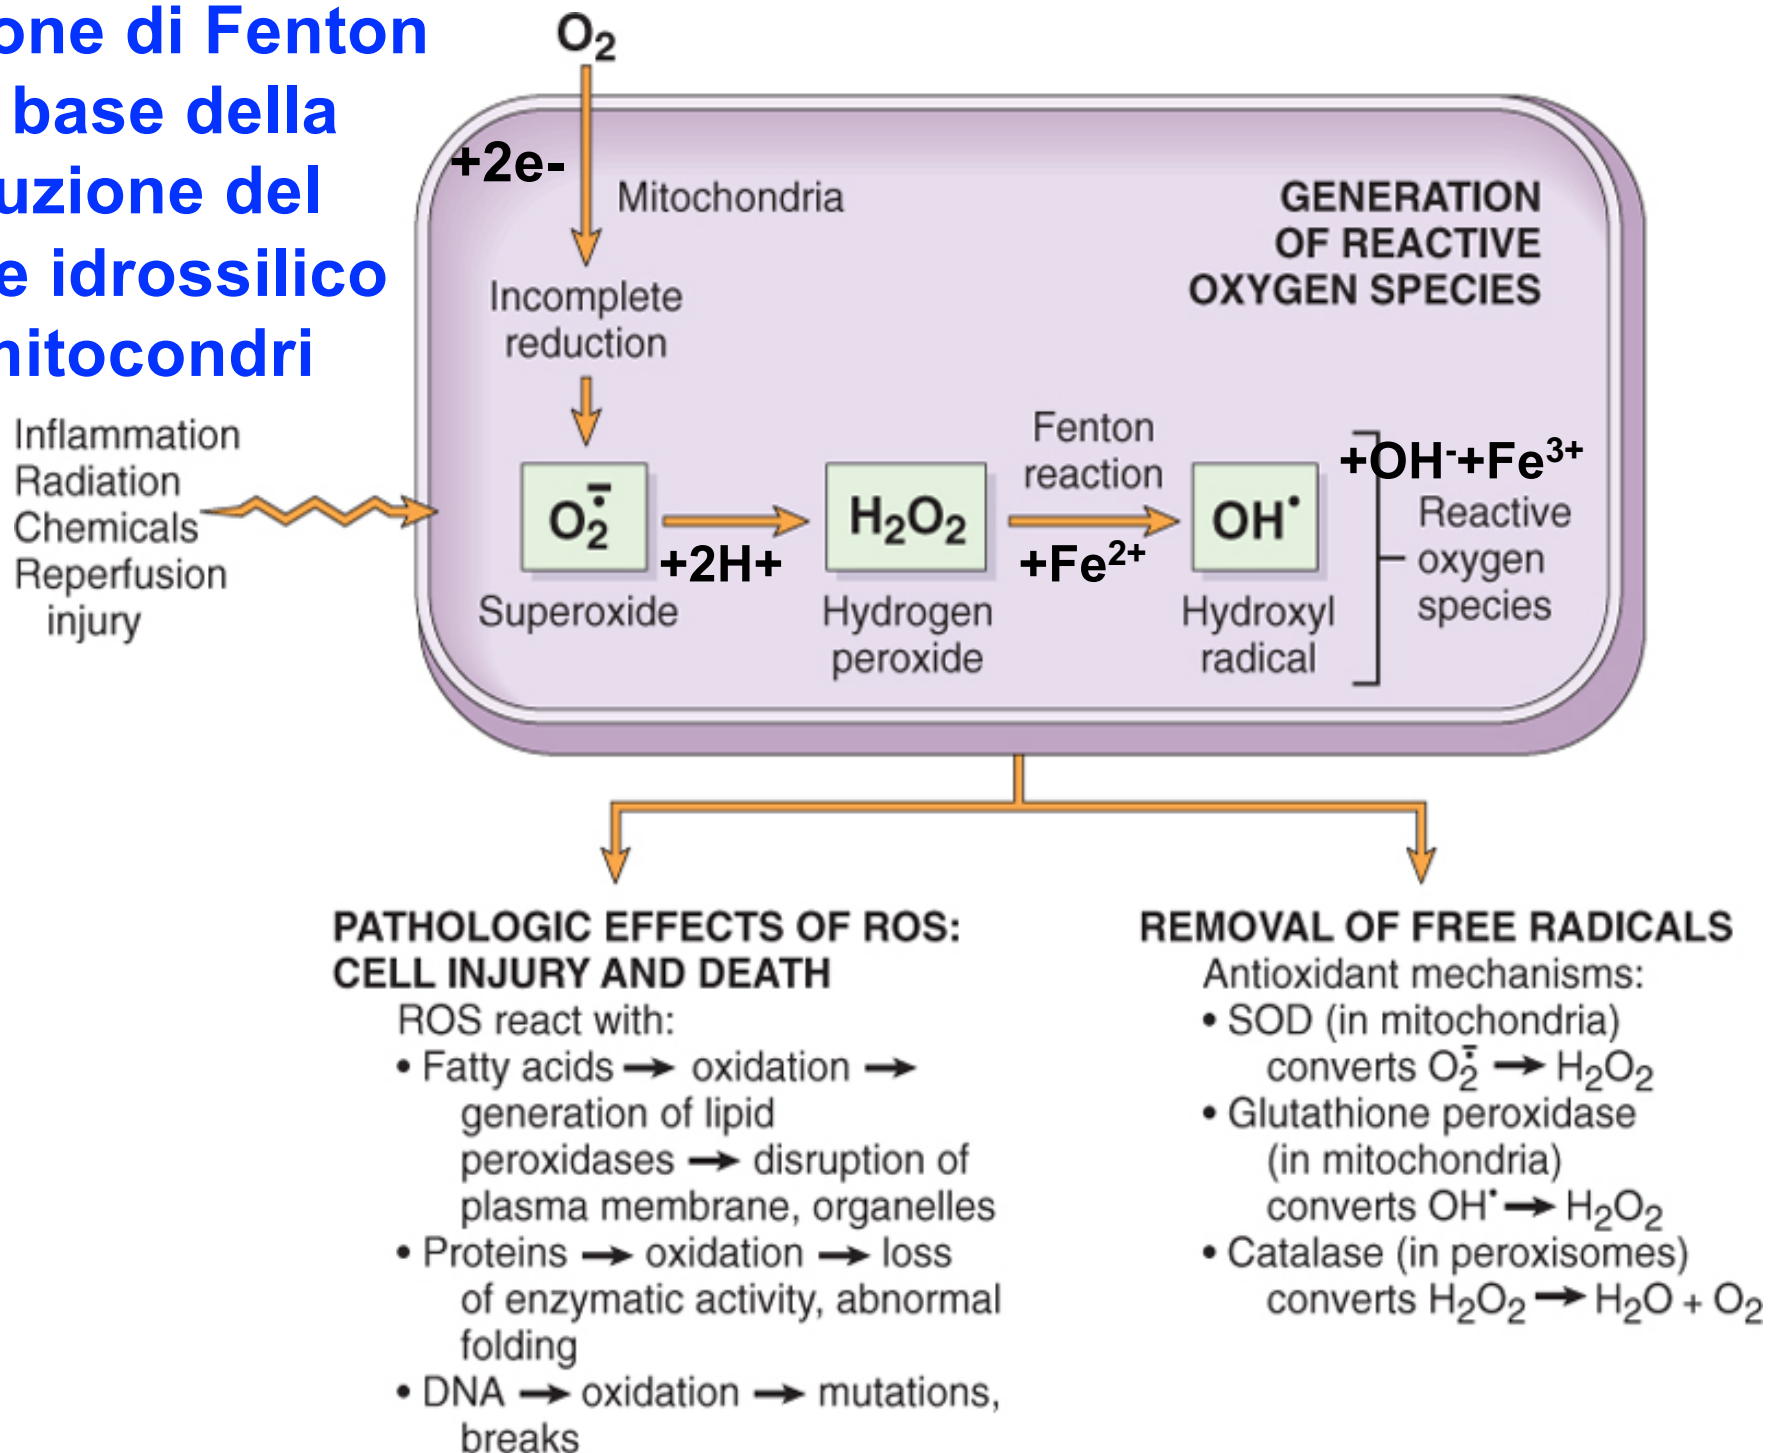 one di Fenton
base della
uzione del
e idrossilico
mitocondri
O₂
+2e-
Mitochondria
GENERATION
OF REACTIVE
OXYGEN SPECIES
Incomplete
reduction
Inflammation
Radiation
Chemicals
Reperfusion
injury
Fenton
reaction
O₂•̄
H₂O₂
OH•
+OH⁻+Fe³⁺
+2H+
+Fe²⁺
Reactive
oxygen
species
Superoxide
Hydrogen
peroxide
Hydroxyl
radical
PATHOLOGIC EFFECTS OF ROS:
CELL INJURY AND DEATH
ROS react with:
• Fatty acids → oxidation →
generation of lipid
peroxidases → disruption of
plasma membrane, organelles
• Proteins → oxidation → loss
of enzymatic activity, abnormal
folding
• DNA → oxidation → mutations,
breaks
REMOVAL OF FREE RADICALS
Antioxidant mechanisms:
• SOD (in mitochondria)
converts O₂•̄ → H₂O₂
• Glutathione peroxidase
(in mitochondria)
converts OH• → H₂O₂
• Catalase (in peroxisomes)
converts H₂O₂ → H₂O + O₂